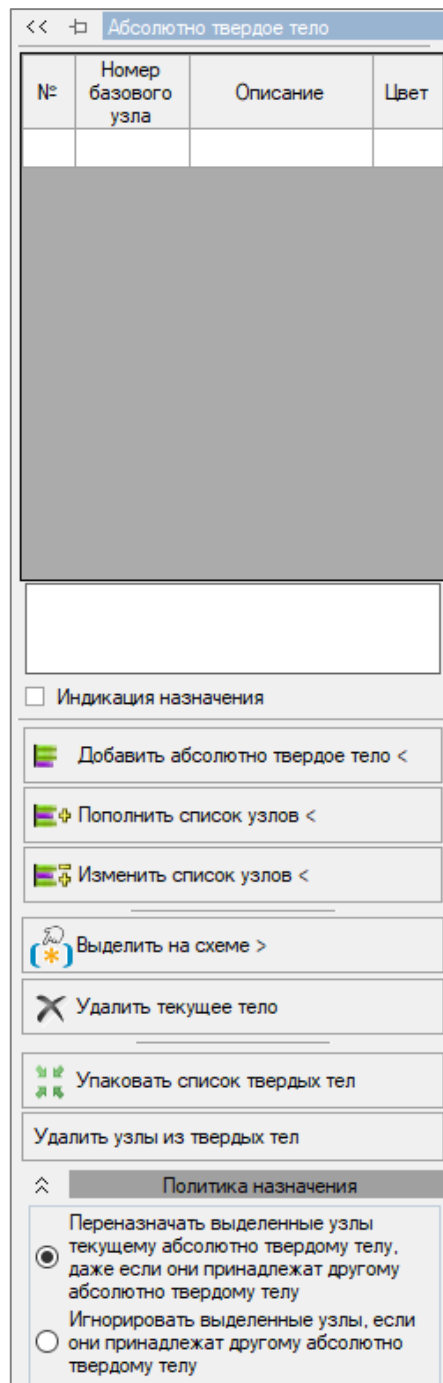 << Абсолютно твердое тело
№ Номер базового узла Описание Цвет
Индикация назначения
Добавить абсолютно твердое тело <
Пополнить список узлов <
Изменить список узлов <
Выделить на схеме >
Удалить текущее тело
Упаковать список твердых тел
Удалить узлы из твердых тел
Политика назначения
Переназначать выделенные узлы
текущему абсолютно твердому телу,
даже если они принадлежат другому
абсолютно твердому телу
Игнорировать выделенные узлы, если
они принадлежат другому абсолютно
твердому телу